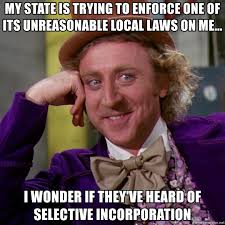 MY STATE IS TRYING TO ENFORCE ONE OF
ITS UNREASONABLE LOCAL LAWS ON ME...
I WONDER IF THEY'VE HEARD OF
SELECTIVE INCORPORATION